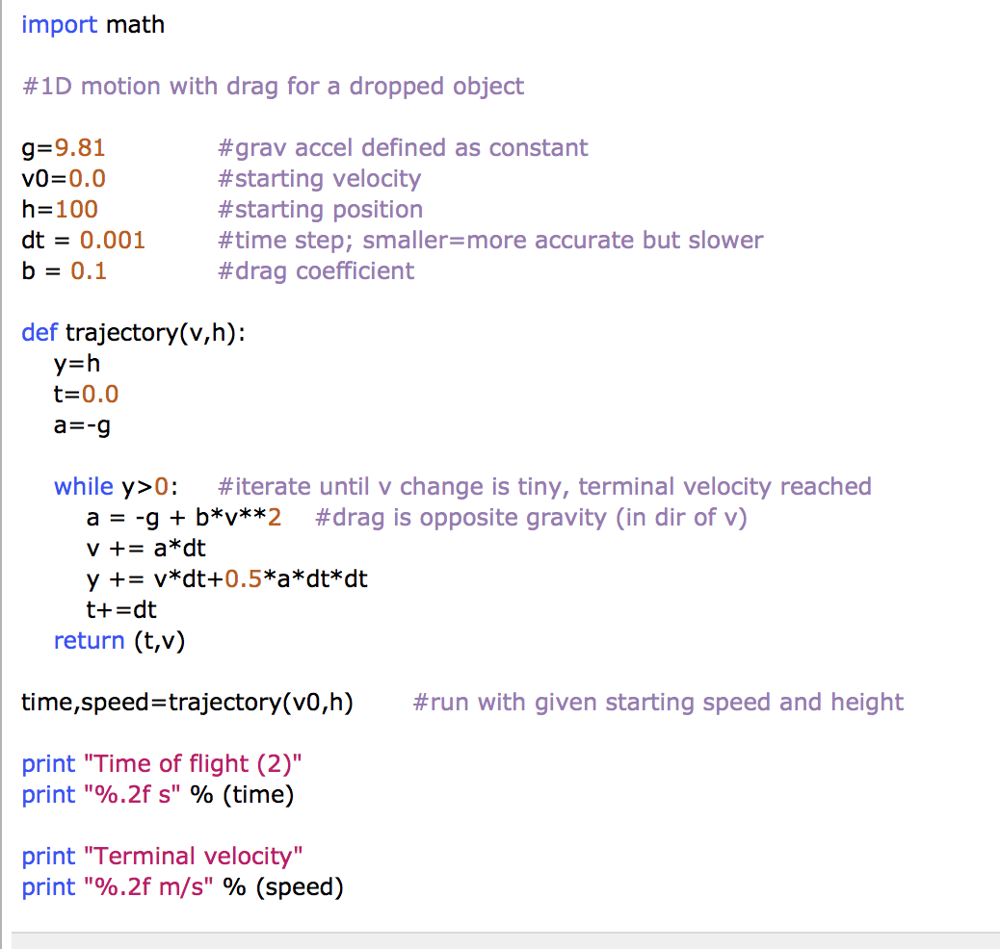 import math
#1D motion with drag for a dropped object
g=9.81 #grav accel defined as constant
v0=0.0 #starting velocity
h=100 #starting position
dt = 0.001 #time step; smaller=more accurate but slower
b = 0.1 #drag coefficient
def trajectory(v,h):
y=h
t=0.0
a=-g
while y>0: #iterate until v change is tiny, terminal velocity reached
a = -g + b*v**2 #drag is opposite gravity (in dir of v)
v += a*dt
y += v*dt+0.5*a*dt*dt
t+=dt
return (t,v)
time,speed=trajectory(v0,h) #run with given starting speed and height
print "Time of flight (2)"
print "%.2f s" % (time)
print "Terminal velocity"
print "%.2f m/s" % (speed)